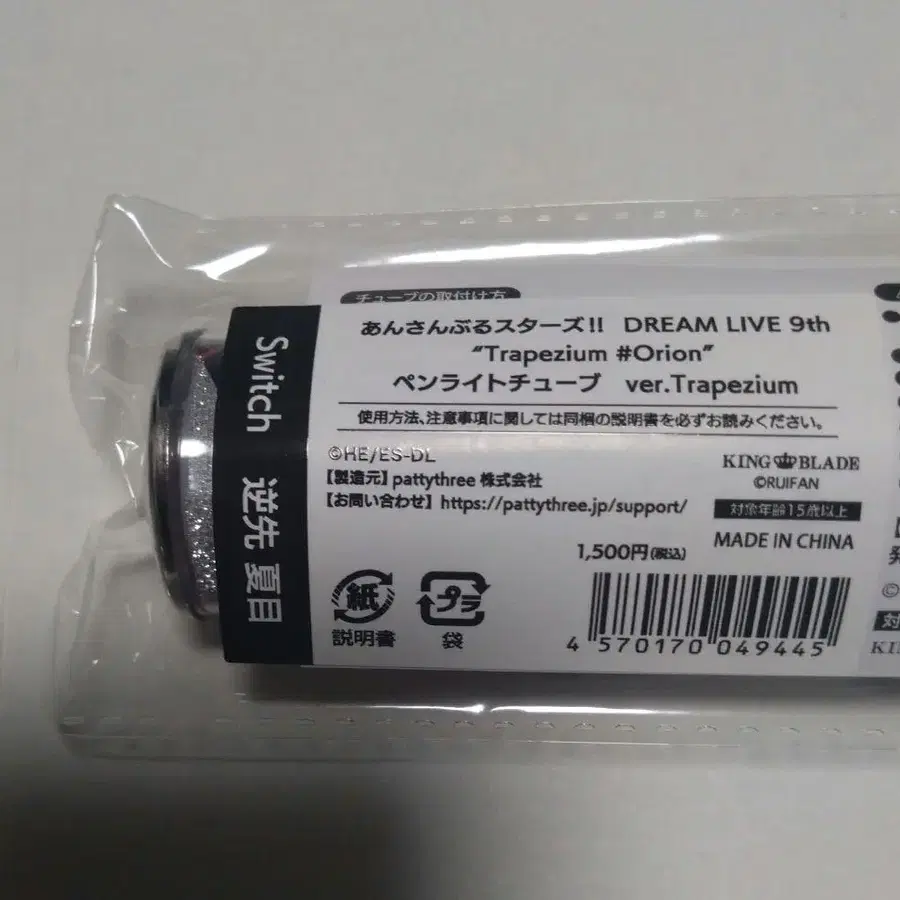 チューブの取付け方
Switch 逆先 夏目
あんさんぶるスターズ!! DREAM LIVE 9th
“Trapezium #Orion”
ペンライトチューブ ver.Trapezium
使用方法、注意事項に関しては同梱の説明書を必ずお読みください。
©HE/ES-DL
【製造元】pattythree 株式会社
【お問い合わせ】https://pattythree.jp/support/
KING BLADE
©RUIFAN
対象年齢15歳以上
MADE IN CHINA
1,500円(税込)
紙
説明書
プラ
袋
4 570170 049445
発
©
対